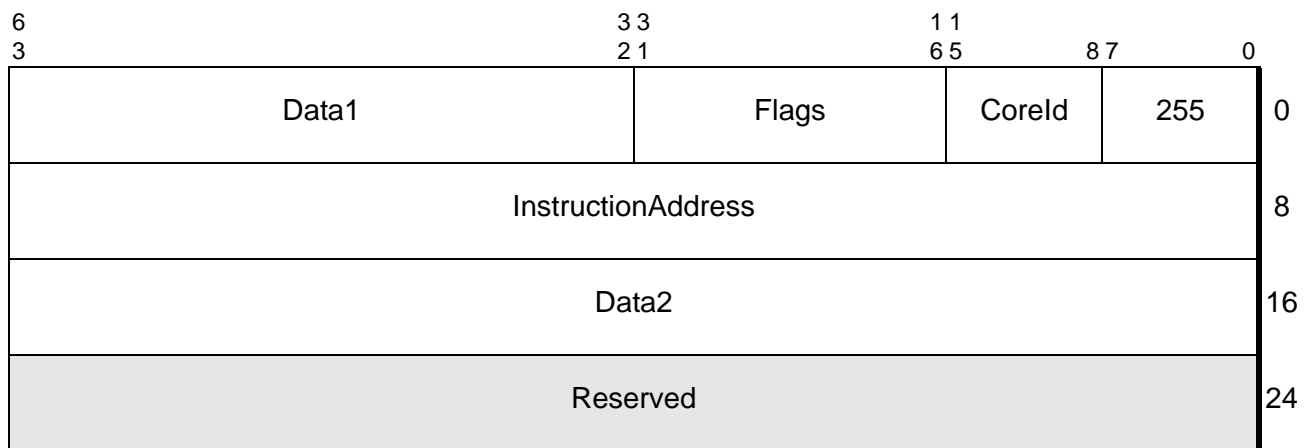 6 3 3 1 1
3 2 1 6 5 8 7 0
Data1 Flags CoreId 255 0
InstructionAddress 8
Data2 16
Reserved 24